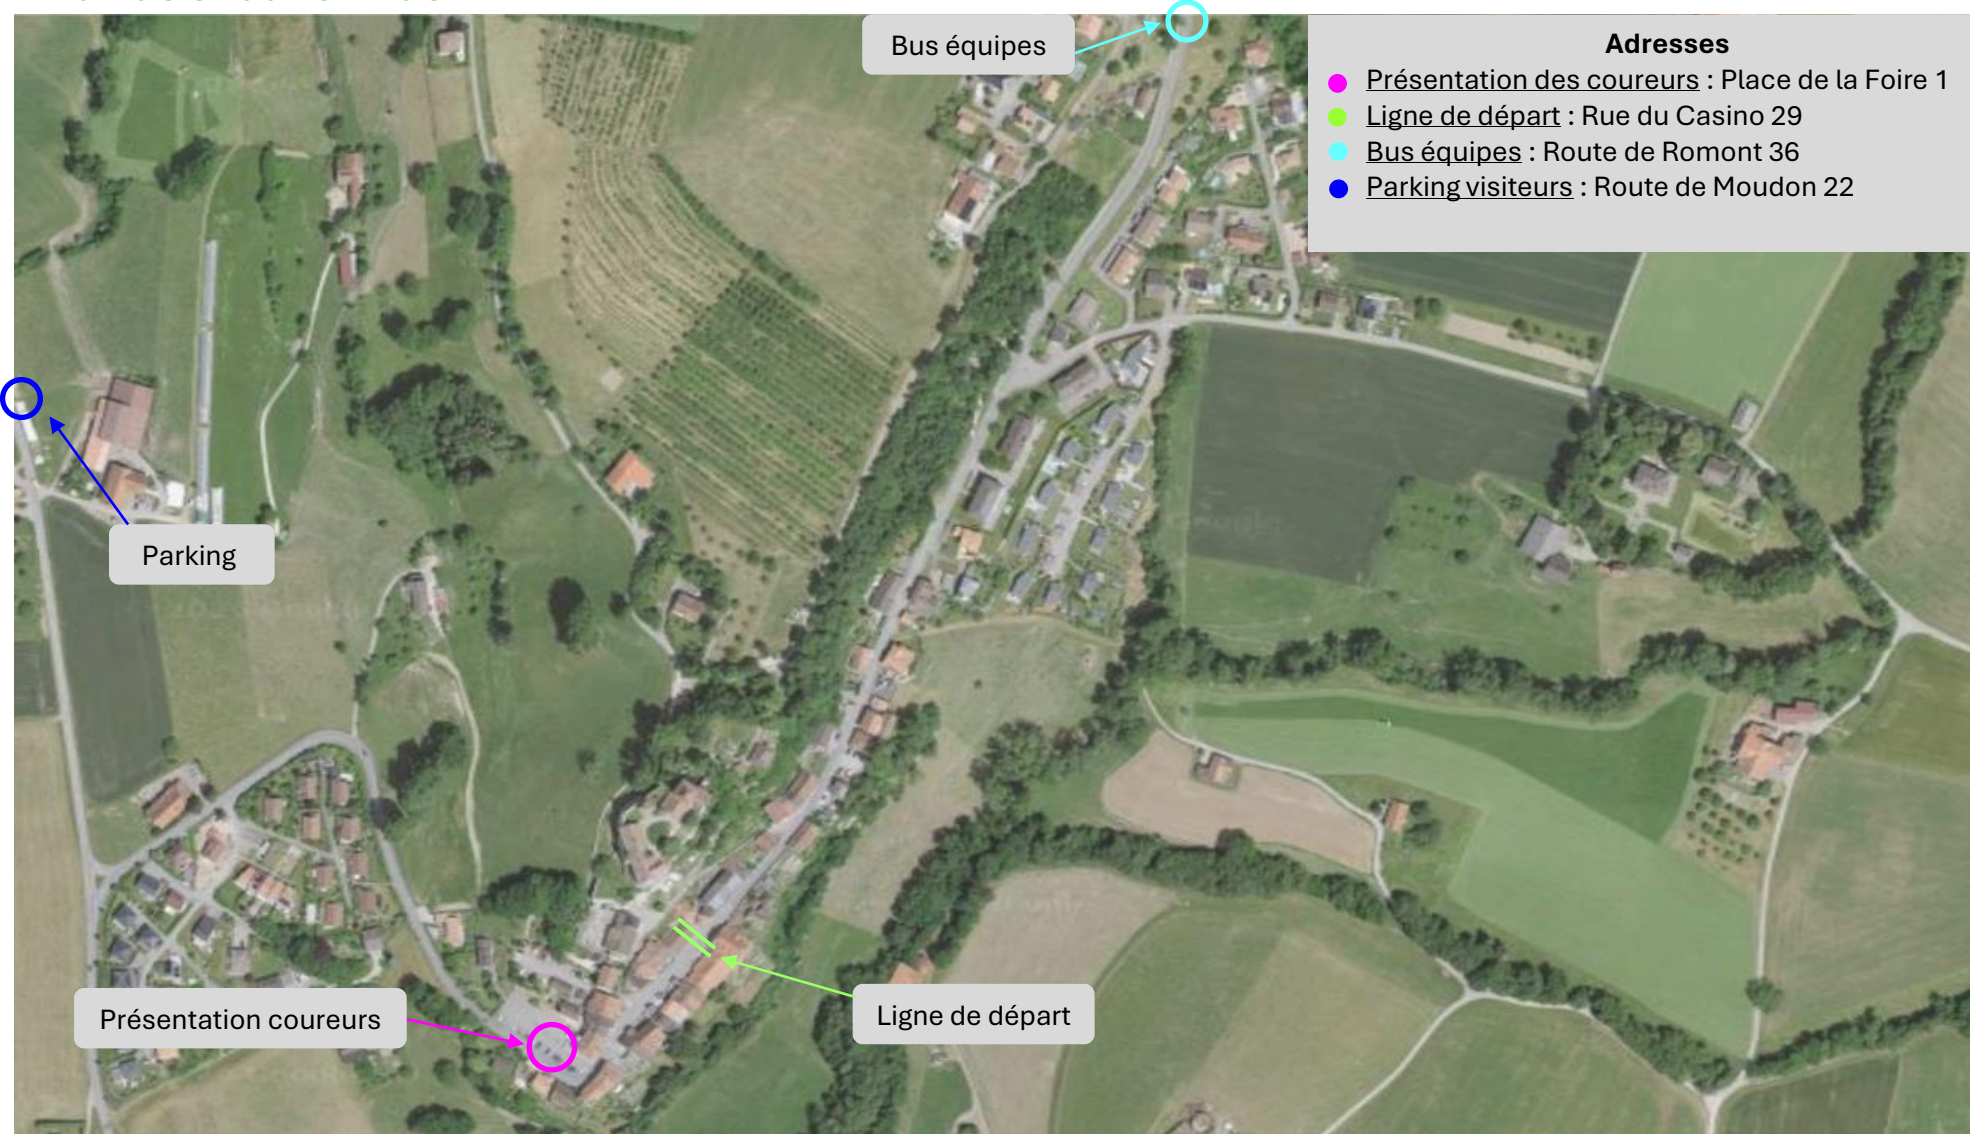 Bus équipes
Adresses
Présentation des coureurs : Place de la Foire 1
Ligne de départ : Rue du Casino 29
Bus équipes : Route de Romont 36
Parking visiteurs : Route de Moudon 22
Parking
Présentation coureurs
Ligne de départ